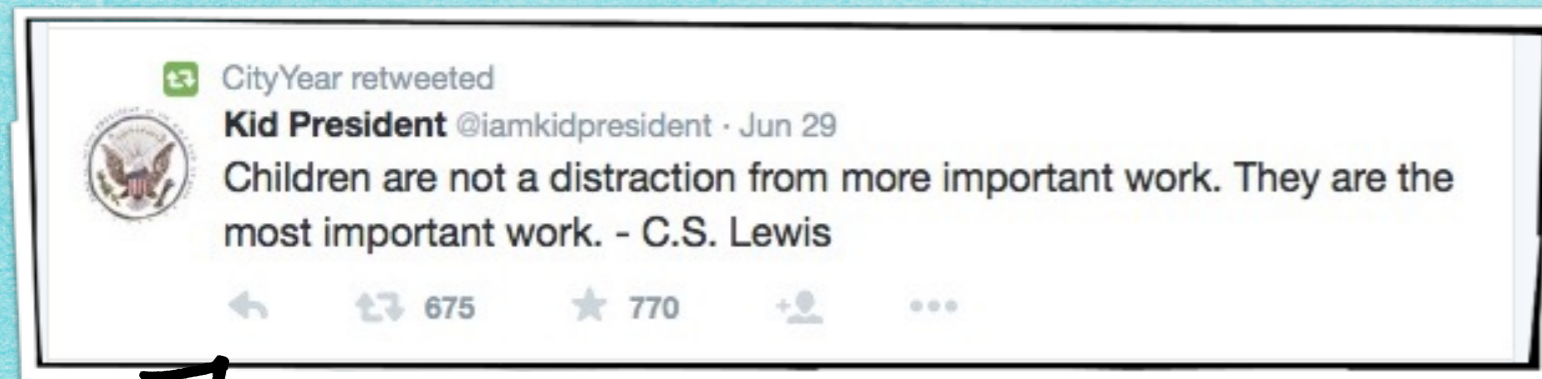 CityYear retweeted
Kid President @iamkidpresident · Jun 29
Children are not a distraction from more important work. They are the
most important work. - C.S. Lewis
675 770